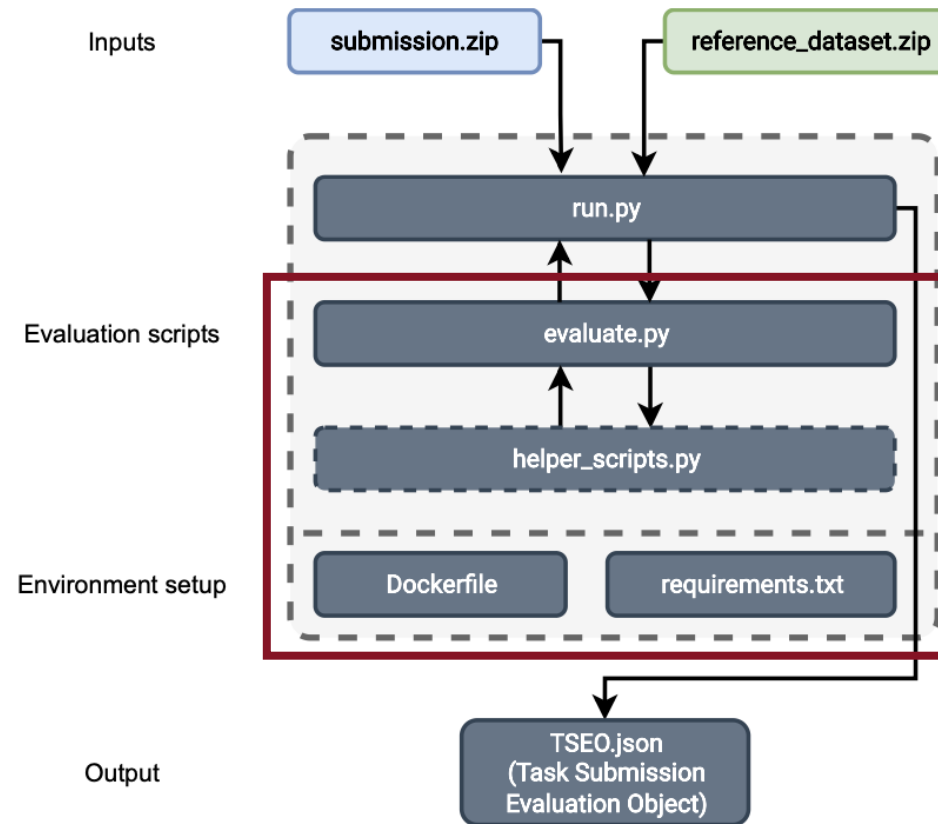 Inputs
submission.zip
reference_dataset.zip
run.py
Evaluation scripts
evaluate.py
helper_scripts.py
Environment setup
Dockerfile
requirements.txt
Output
TSEO.json
(Task Submission
Evaluation Object)